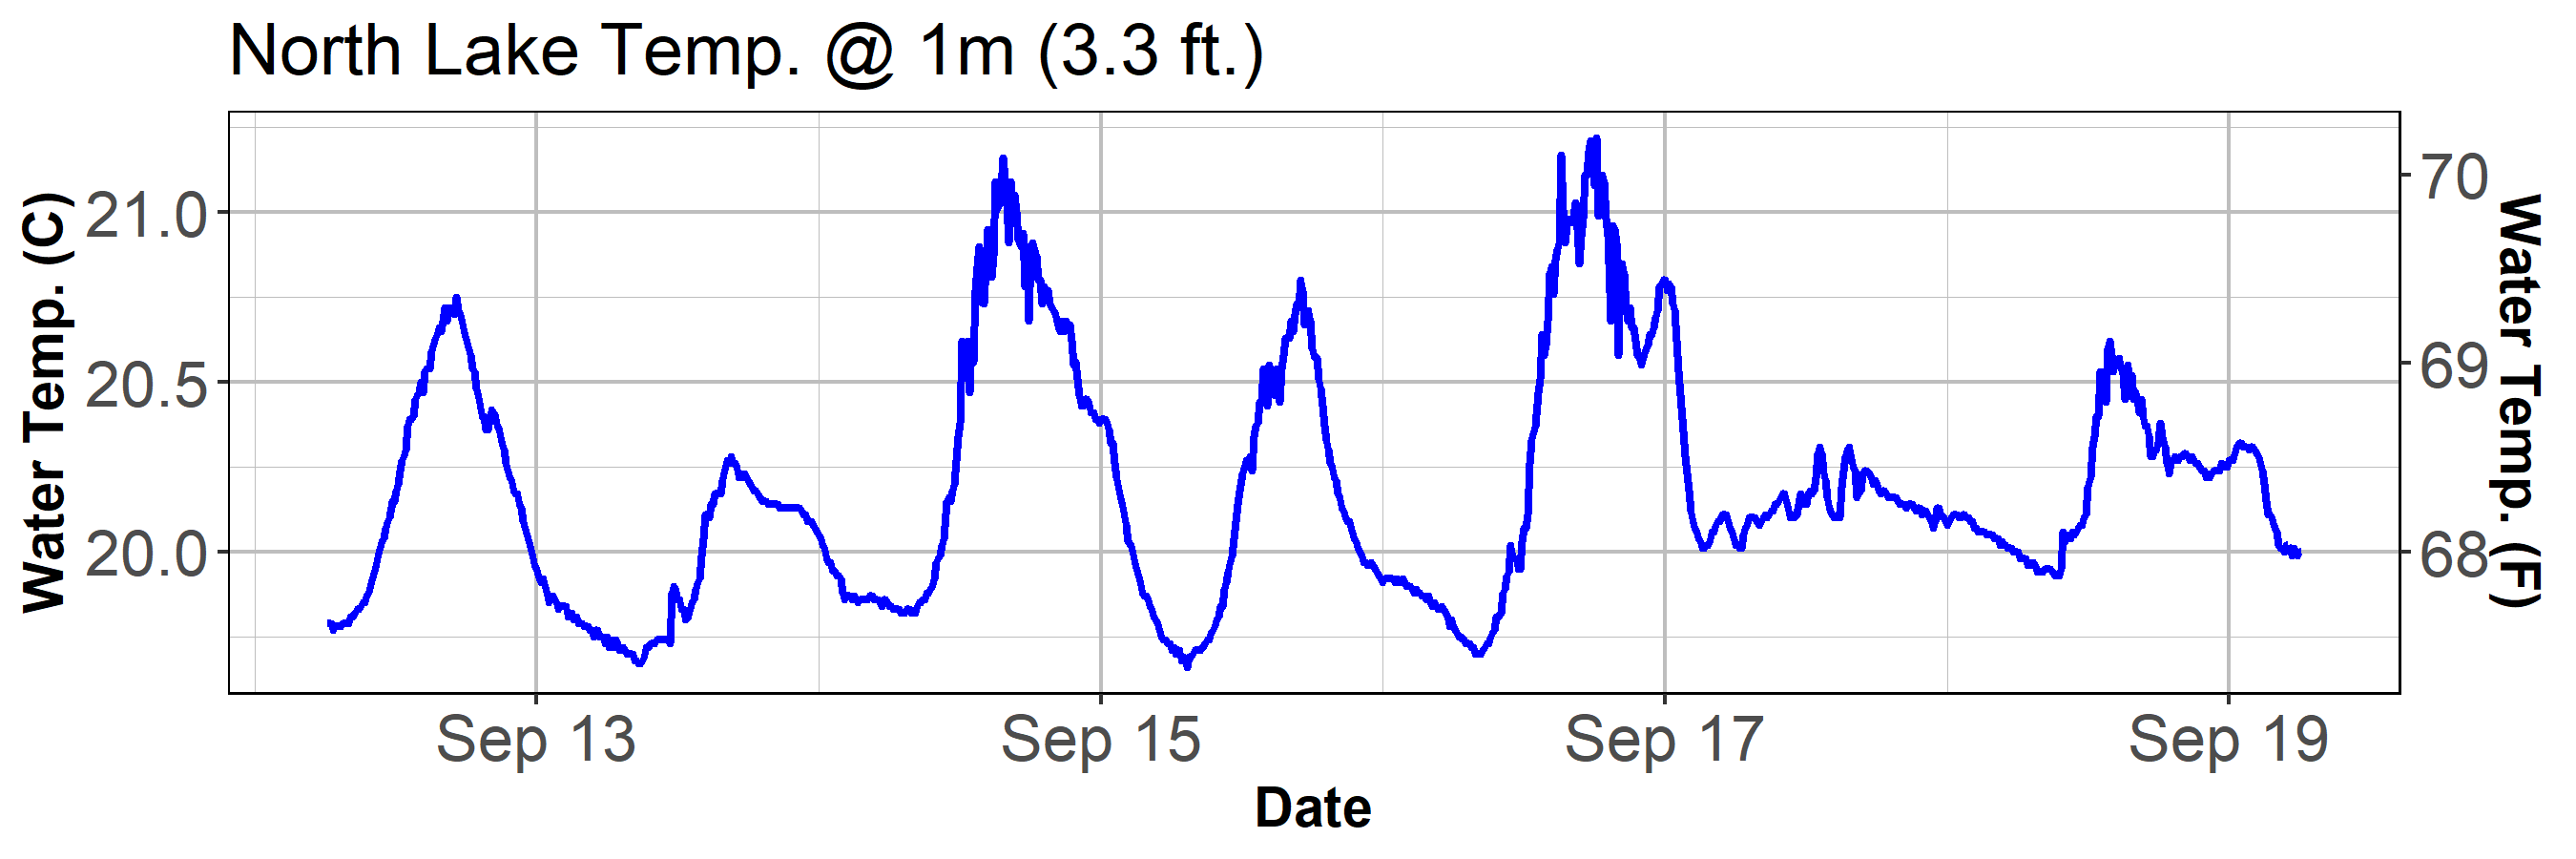 North Lake Temp. @ 1m (3.3 ft.)
Water Temp. (C)
21.0
20.5
20.0
70
69
68
Water Temp. (F)
Sep 13
Sep 15
Sep 17
Sep 19
Date